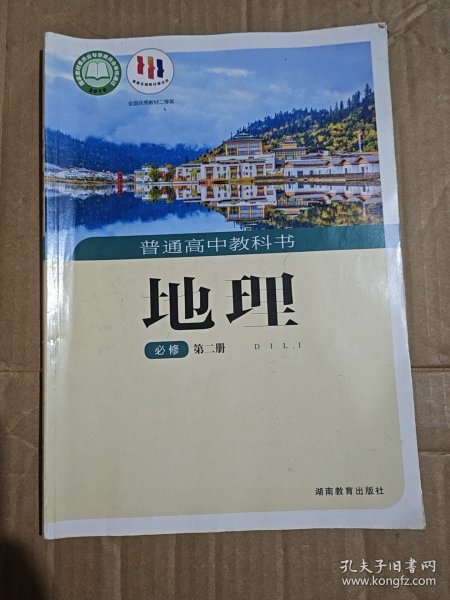 2019
全国优秀教材二等奖
普通高中教科书
地理
必修 第二册 DILI
湖南教育出版社
孔夫子旧书网
www.kongfz.com